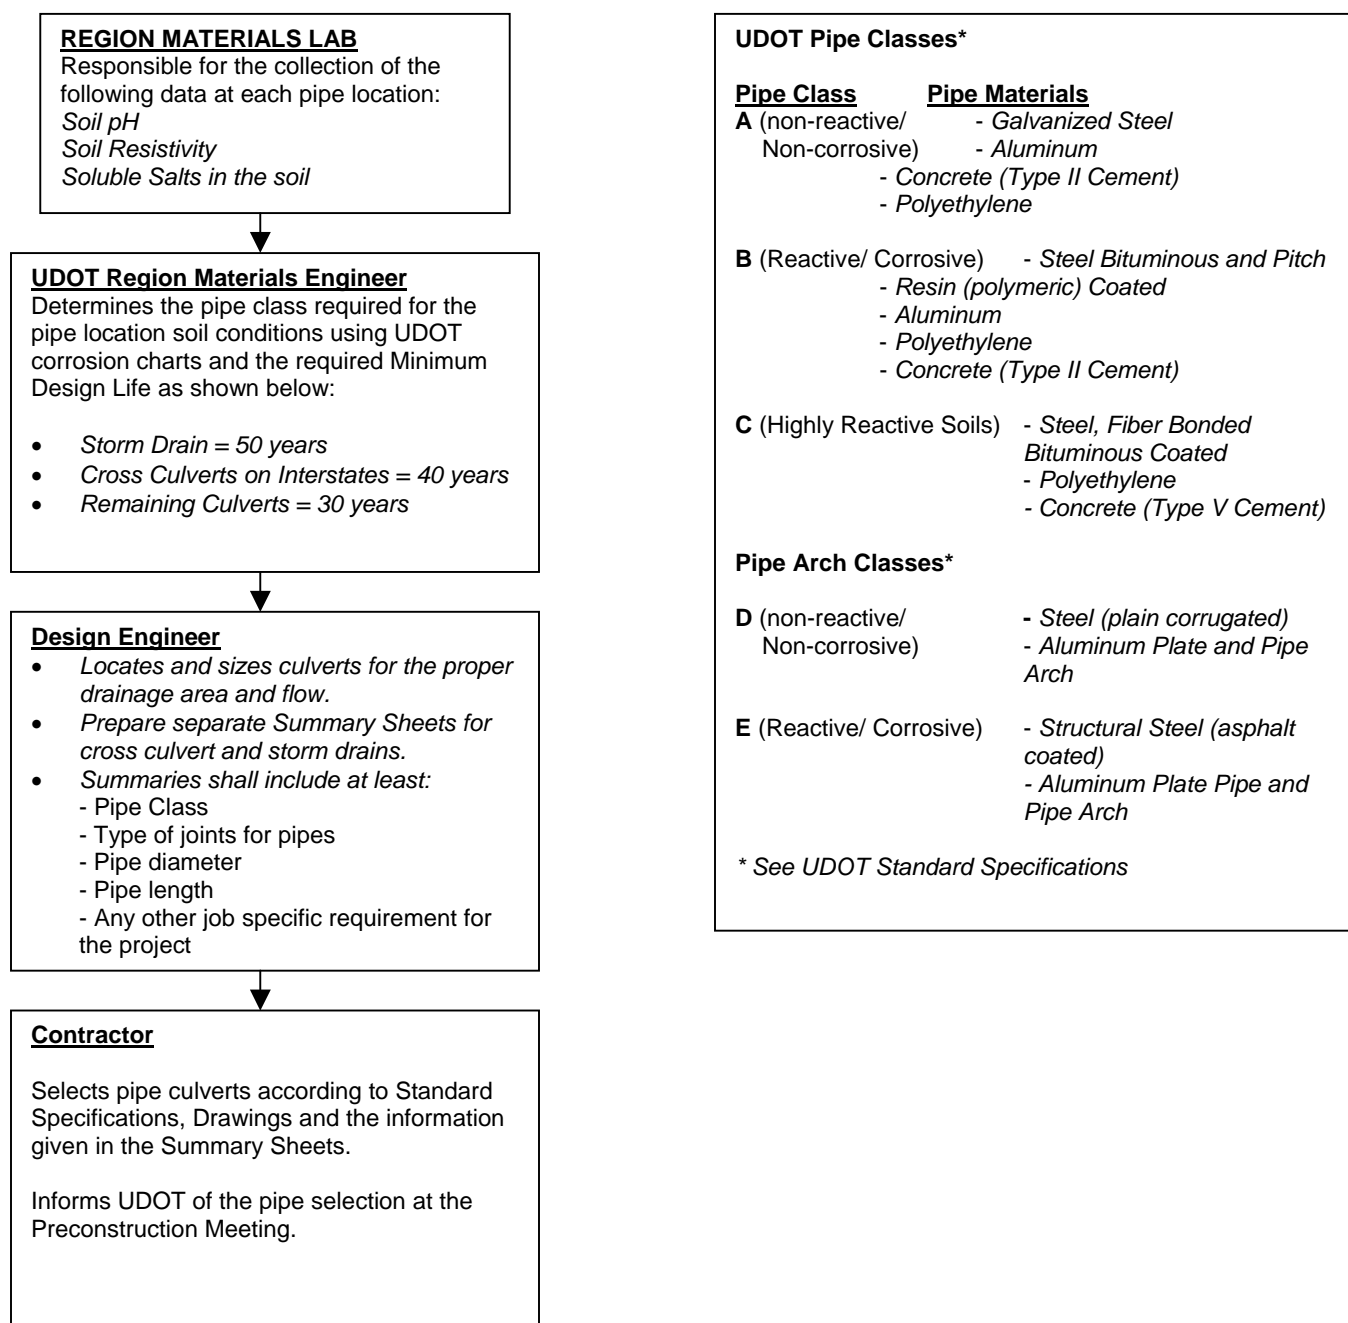 REGION MATERIALS LAB
Responsible for the collection of the
following data at each pipe location:
Soil pH
Soil Resistivity
Soluble Salts in the soil
UDOT Region Materials Engineer
Determines the pipe class required for the
pipe location soil conditions using UDOT
corrosion charts and the required Minimum
Design Life as shown below:
• Storm Drain = 50 years
• Cross Culverts on Interstates = 40 years
• Remaining Culverts = 30 years
Design Engineer
• Locates and sizes culverts for the proper
drainage area and flow.
• Prepare separate Summary Sheets for
cross culvert and storm drains.
• Summaries shall include at least:
- Pipe Class
- Type of joints for pipes
- Pipe diameter
- Pipe length
- Any other job specific requirement for
the project
Contractor
Selects pipe culverts according to Standard
Specifications, Drawings and the information
given in the Summary Sheets.
Informs UDOT of the pipe selection at the
Preconstruction Meeting.
UDOT Pipe Classes*
Pipe Class Pipe Materials
A (non-reactive/ - Galvanized Steel
Non-corrosive) - Aluminum
- Concrete (Type II Cement)
- Polyethylene
B (Reactive/ Corrosive) - Steel Bituminous and Pitch
- Resin (polymeric) Coated
- Aluminum
- Polyethylene
- Concrete (Type II Cement)
C (Highly Reactive Soils) - Steel, Fiber Bonded
Bituminous Coated
- Polyethylene
- Concrete (Type V Cement)
Pipe Arch Classes*
D (non-reactive/ - Steel (plain corrugated)
Non-corrosive) - Aluminum Plate and Pipe
Arch
E (Reactive/ Corrosive) - Structural Steel (asphalt
coated)
- Aluminum Plate Pipe and
Pipe Arch
* See UDOT Standard Specifications